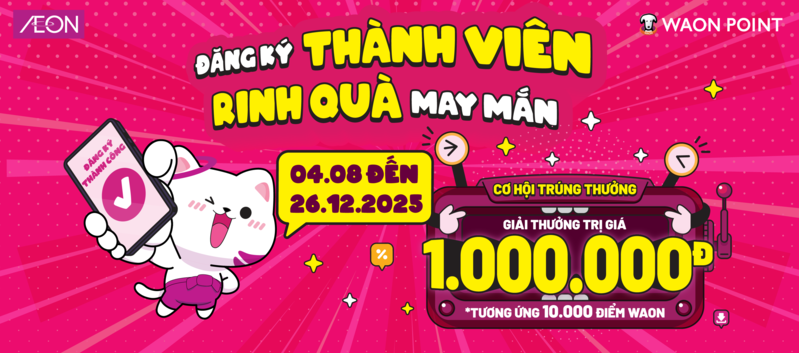 ÆON
WAON POINT
ĐĂNG KÝ THÀNH VIÊN
RINH QUÀ MAY MẮN
ĐĂNG KÝ
THÀNH CÔNG
04.08 ĐẾN
26.12.2025
CƠ HỘI TRÚNG THƯỞNG
GIẢI THƯỞNG TRỊ GIÁ
1.000.000Đ
*TƯƠNG ỨNG 10.000 ĐIỂM WAON